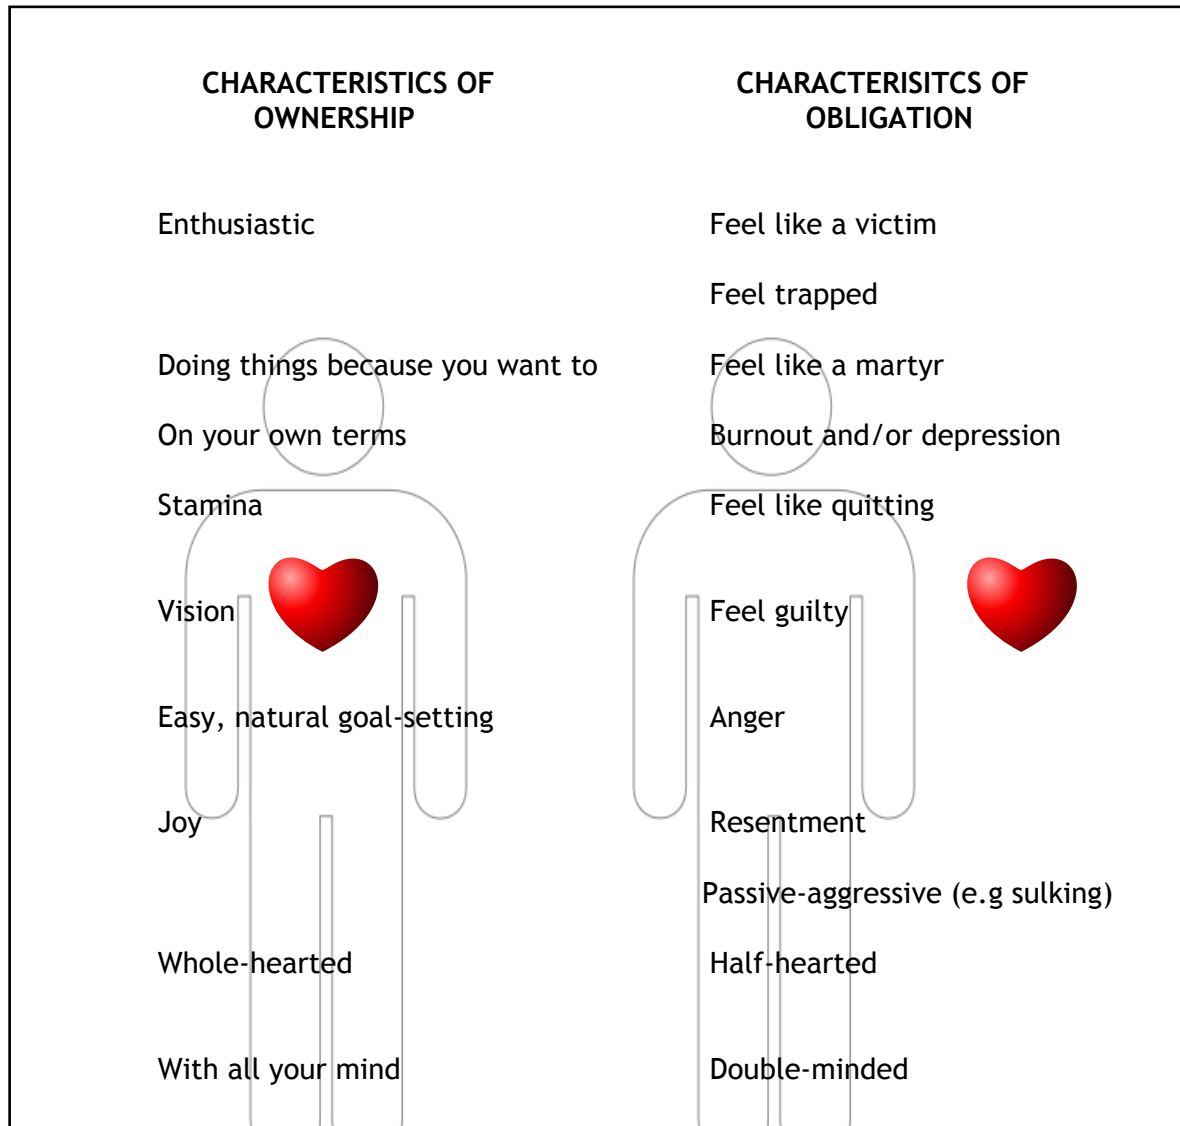 CHARACTERISTICS OF
OWNERSHIP
Enthusiastic
Doing things because you want to
On your own terms
Stamina
Vision
Easy, natural goal-setting
Joy
Whole-hearted
With all your mind
CHARACTERISITCS OF
OBLIGATION
Feel like a victim
Feel trapped
Feel like a martyr
Burnout and/or depression
Feel like quitting
Feel guilty
Anger
Resentment
Passive-aggressive (e.g sulking)
Half-hearted
Double-minded